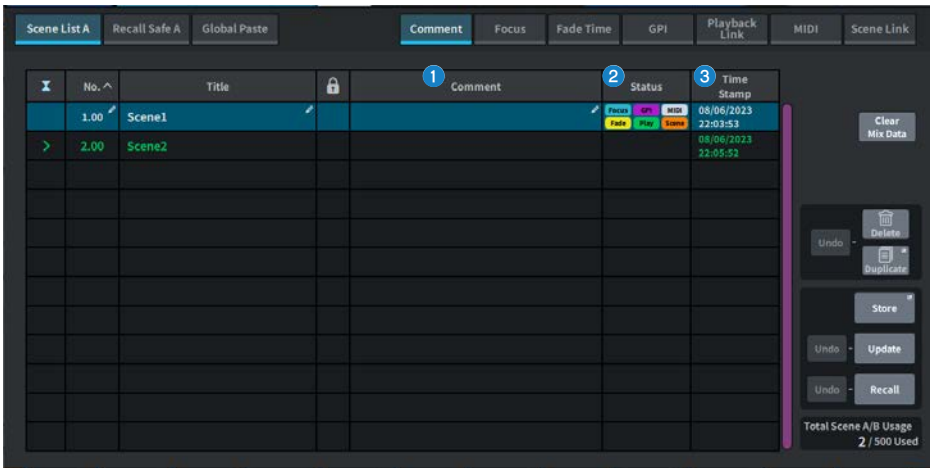 Scene List A Recall Safe A Global Paste Comment Focus Fade Time GPI Playback Link MIDI Scene Link
No. Title 1 Comment 2 Status 3 Time Stamp
1.00 Scene1 Focus GPI MIDI Fade Play Scene 08/06/2023 22:03:53
> 2.00 Scene2 08/06/2023 22:05:52
Clear
Mix Data
Delete
Undo -
Duplicate
Store
Undo - Update
Undo - Recall
Total Scene A/B Usage
2 / 500 Used